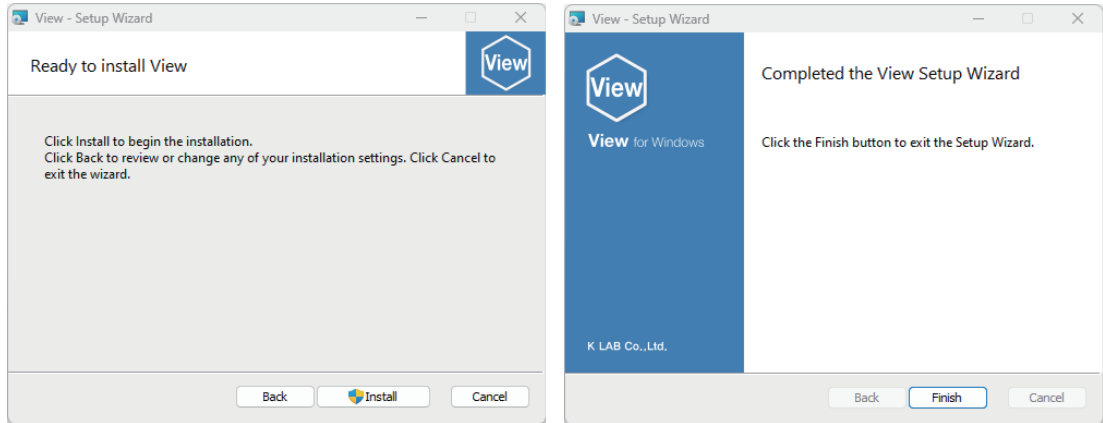 View - Setup Wizard
Ready to install View
View
Click Install to begin the installation.
Click Back to review or change any of your installation settings. Click Cancel to
exit the wizard.
Back
Install
Cancel
View - Setup Wizard
View
View for Windows
K LAB Co.,Ltd.
Completed the View Setup Wizard
Click the Finish button to exit the Setup Wizard.
Back
Finish
Cancel